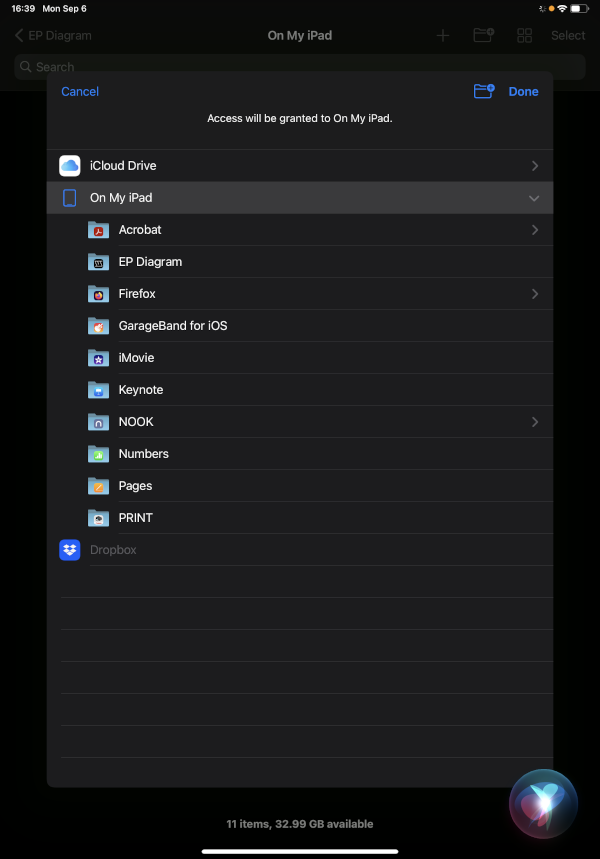 16:39 Mon Sep 6
EP Diagram On My iPad Select
Search
Cancel Done
Access will be granted to On My iPad.
iCloud Drive
On My iPad
Acrobat
EP Diagram
Firefox
GarageBand for iOS
iMovie
Keynote
NOOK
Numbers
Pages
PRINT
Dropbox
11 items, 32.99 GB available